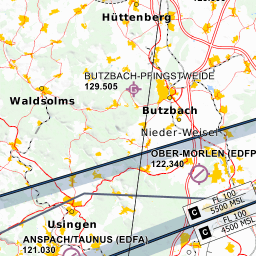 Hüttenberg
BUTZBACH-PFINGSTWEIDE
129.505
Waldsolms
Butzbach
Nieder-Weisel
OBER-MÖRLEN (EDFP
122.340
C
FL 100
5500 MSL
C
FL 100
4500 MSL
Usingen
ANSPACH/TAUNUS (EDFA)
121.030